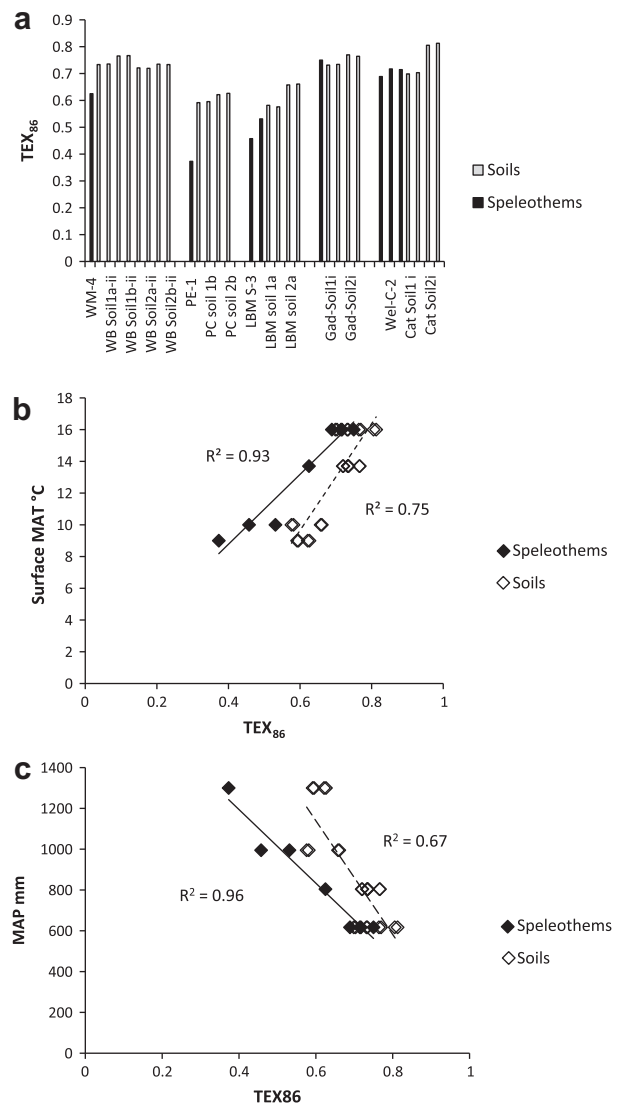 a
0.9
0.8
0.7
0.6
0.5
0.4
0.3
0.2
0.1
0
TEX86
Soils
Speleothems
WM-4
WB Soil1a-ii
WB Soil1b-ii
WB Soil2a-ii
WB Soil2b-ii
PE-1
PC soil 1b
PC soil 2b
LBM S-3
LBM soil 1a
LBM soil 2a
Gad-Soil1i
Gad-Soil2i
Wel-C-2
Cat Soil1 i
Cat Soil2i
b
18
16
14
12
10
8
6
4
2
0
Surface MAT °C
R² = 0.93
R² = 0.75
Speleothems
Soils
0 0.2 0.4 0.6 0.8 1
TEX86
c
1400
1200
1000
800
600
400
200
0
MAP mm
R² = 0.67
R² = 0.96
Speleothems
Soils
0 0.2 0.4 0.6 0.8 1
TEX86